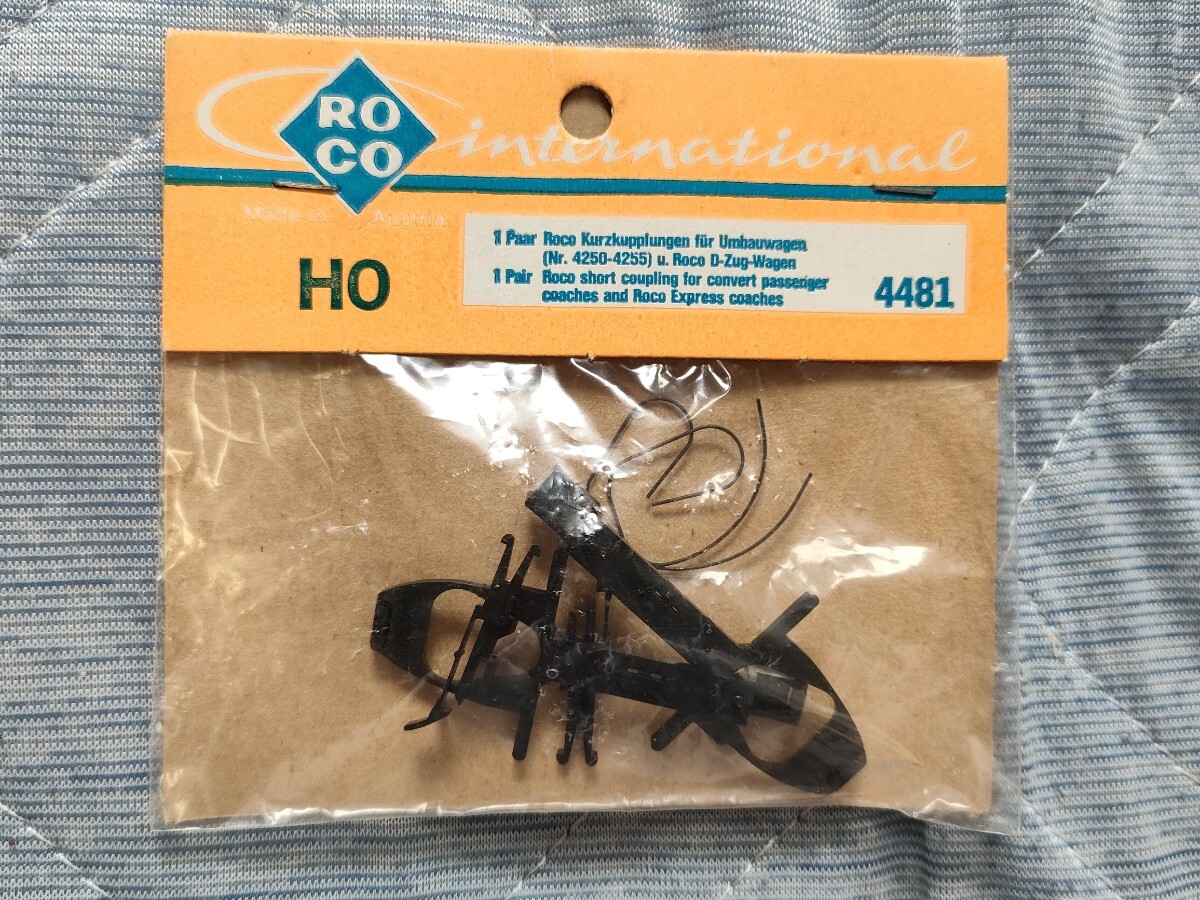 RO
CO
international
Made in Austria
HO
1 Paar Roco Kurzkupplungen für Umbauwagen
(Nr. 4250-4255) u. Roco D-Zug-Wagen
1 Pair Roco short coupling for convert passenger
coaches and Roco Express coaches
4481